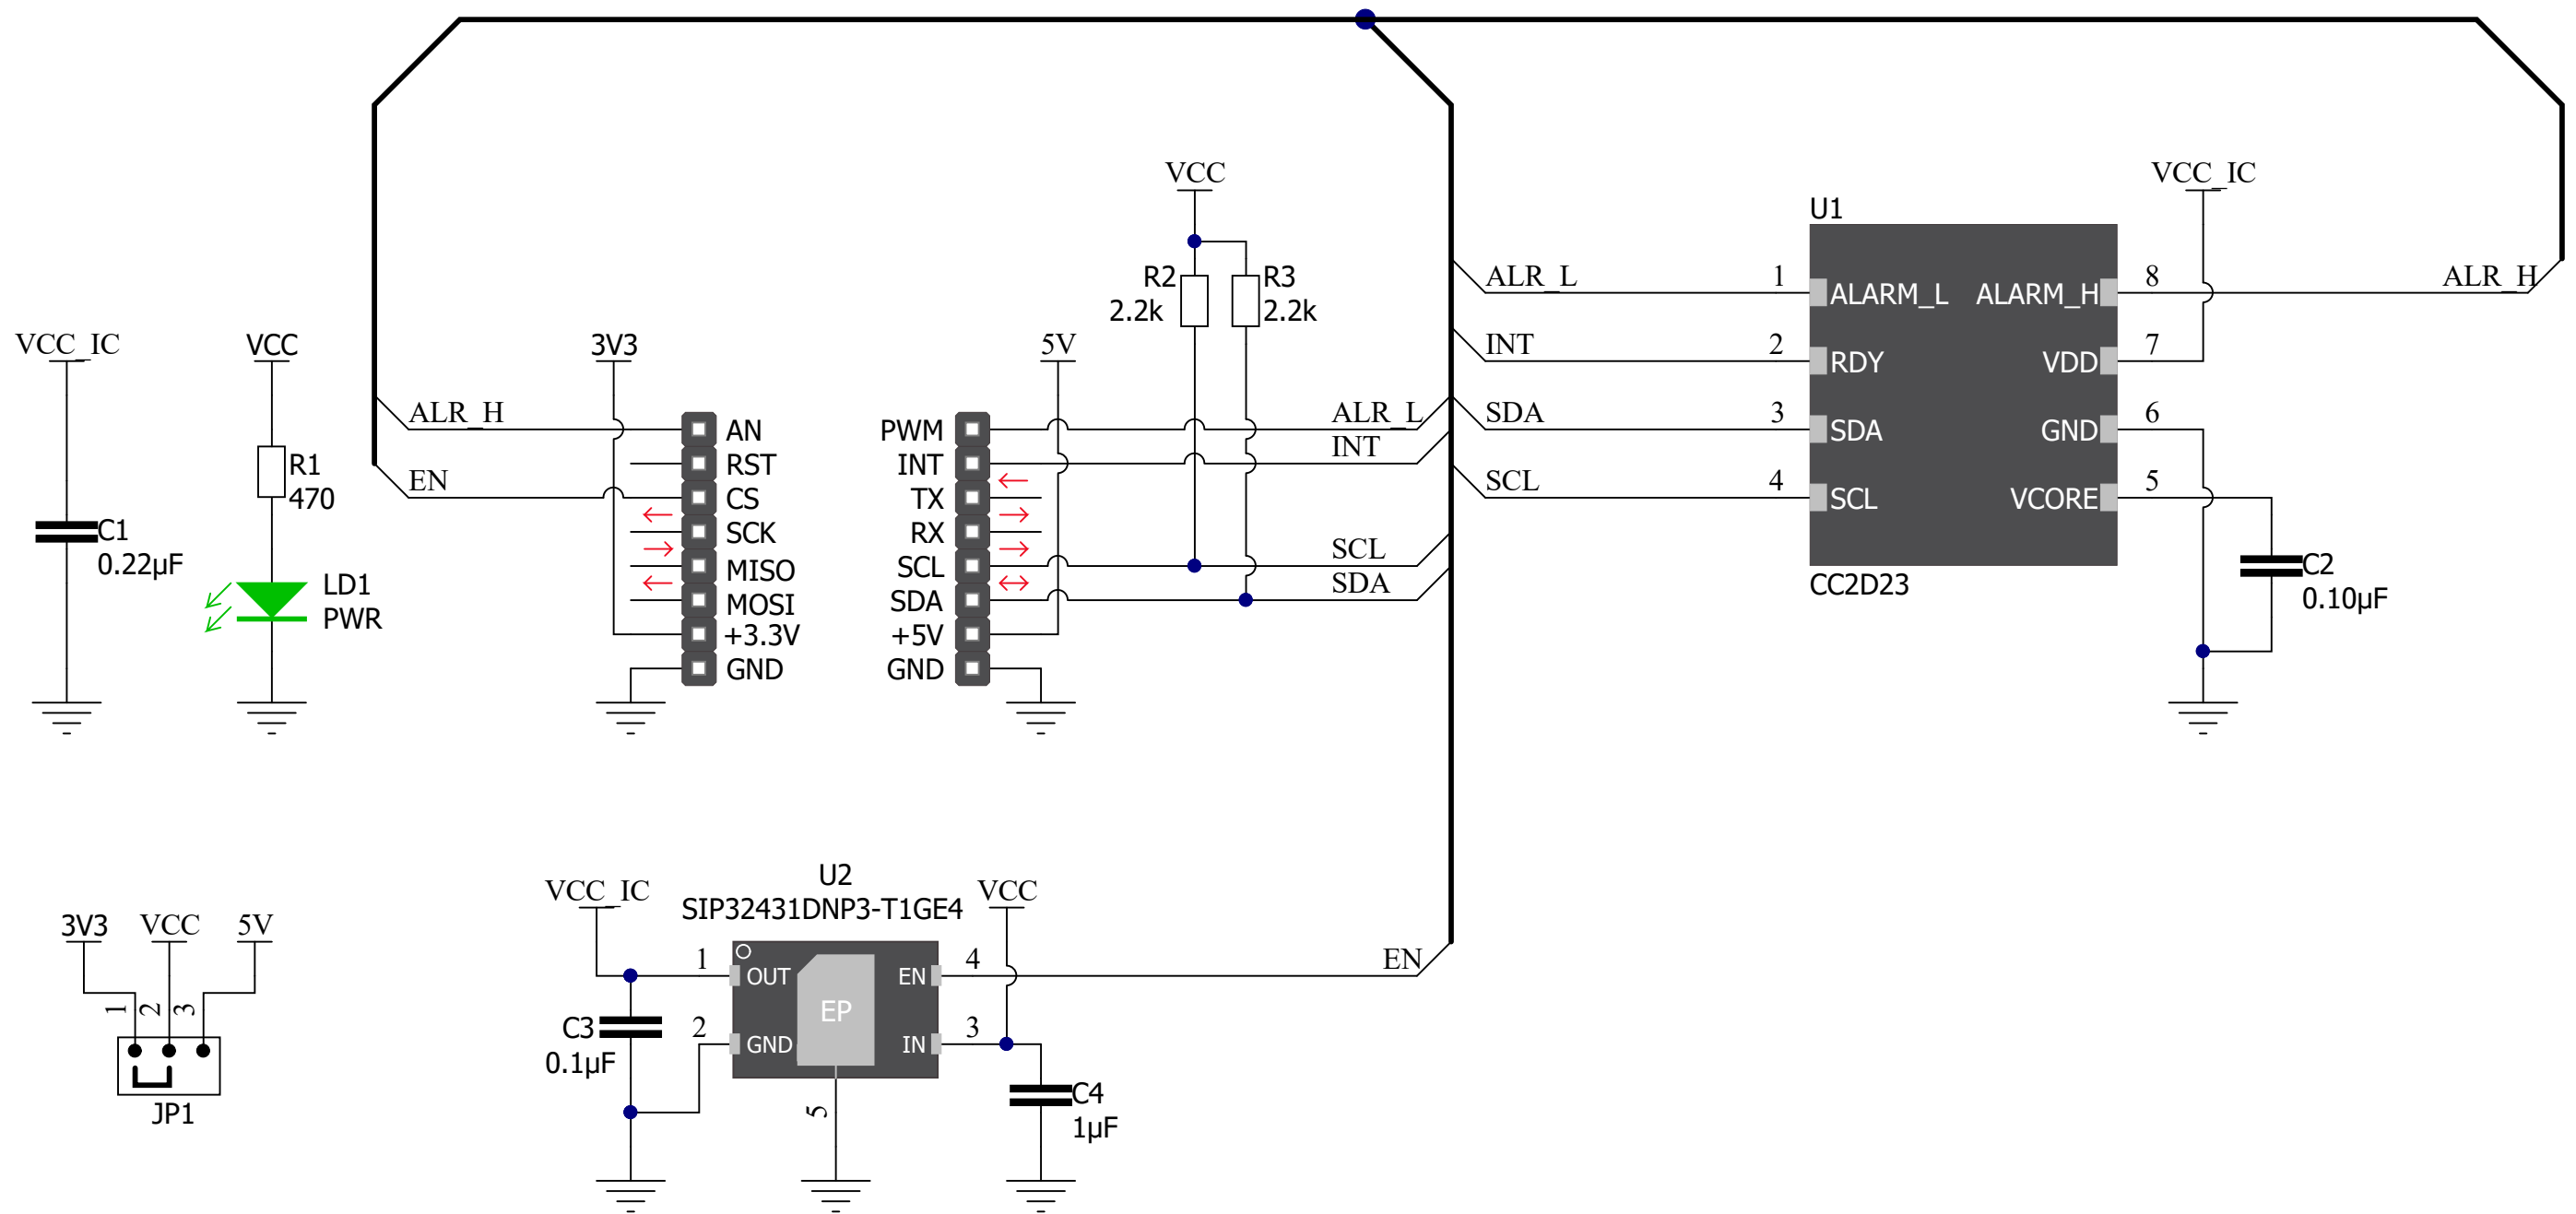 VCC_IC
C1
0.22µF
VCC
R1
470
LD1
PWR
ALR_H
EN
3V3
AN
RST
CS
SCK
MISO
MOSI
+3.3V
GND
PWM
INT
TX
RX
SCL
SDA
+5V
GND
5V
VCC
R2
2.2k
R3
2.2k
ALR_L
INT
SCL
SDA
ALR_L
INT
SDA
SCL
U1
1
2
3
4
ALARM_L
RDY
SDA
SCL
ALARM_H
VDD
GND
VCORE
8
7
6
5
CC2D23
VCC_IC
ALR_H
C2
0.10µF
3V3
VCC
5V
1
2
3
JP1
VCC_IC
U2
SIP32431DNP3-T1GE4
VCC
1
OUT
EN
4
EN
EP
C3
0.1µF
2
GND
IN
3
5
C4
1µF